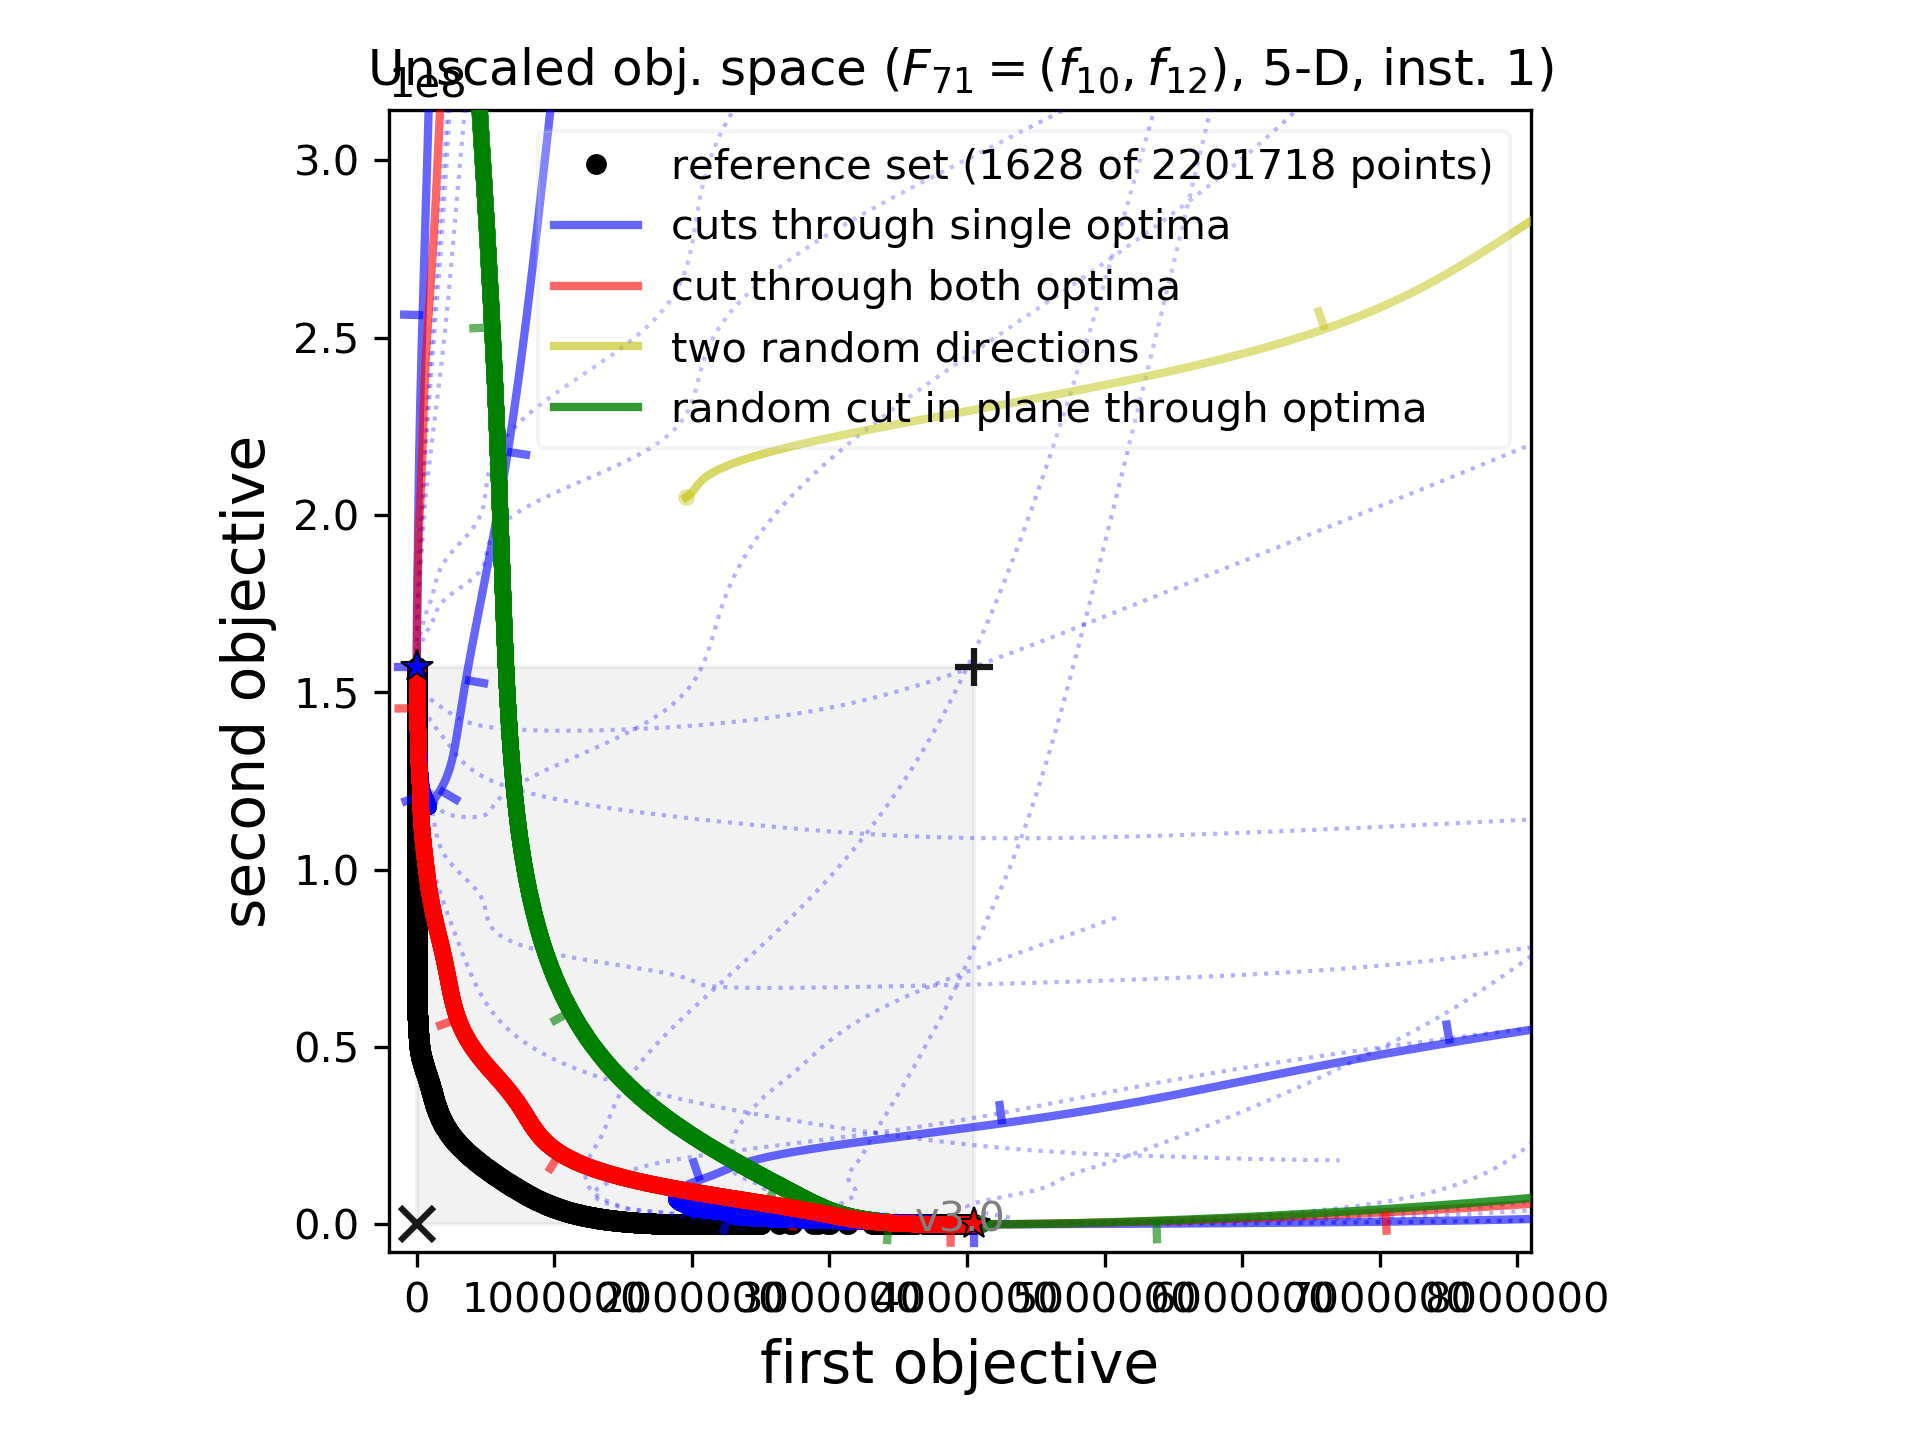 Unscaled obj. space (F₇₁ = (f₁₀, f₁₂), 5-D, inst. 1)
1e8
reference set (1628 of 2201718 points)
cuts through single optima
cut through both optima
two random directions
random cut in plane through optima
3.0
2.5
2.0
1.5
1.0
0.5
0.0
second objective
v3.0
0 1000000 2000000 3000000 4000000 5000000 6000000 7000000 8000000
first objective